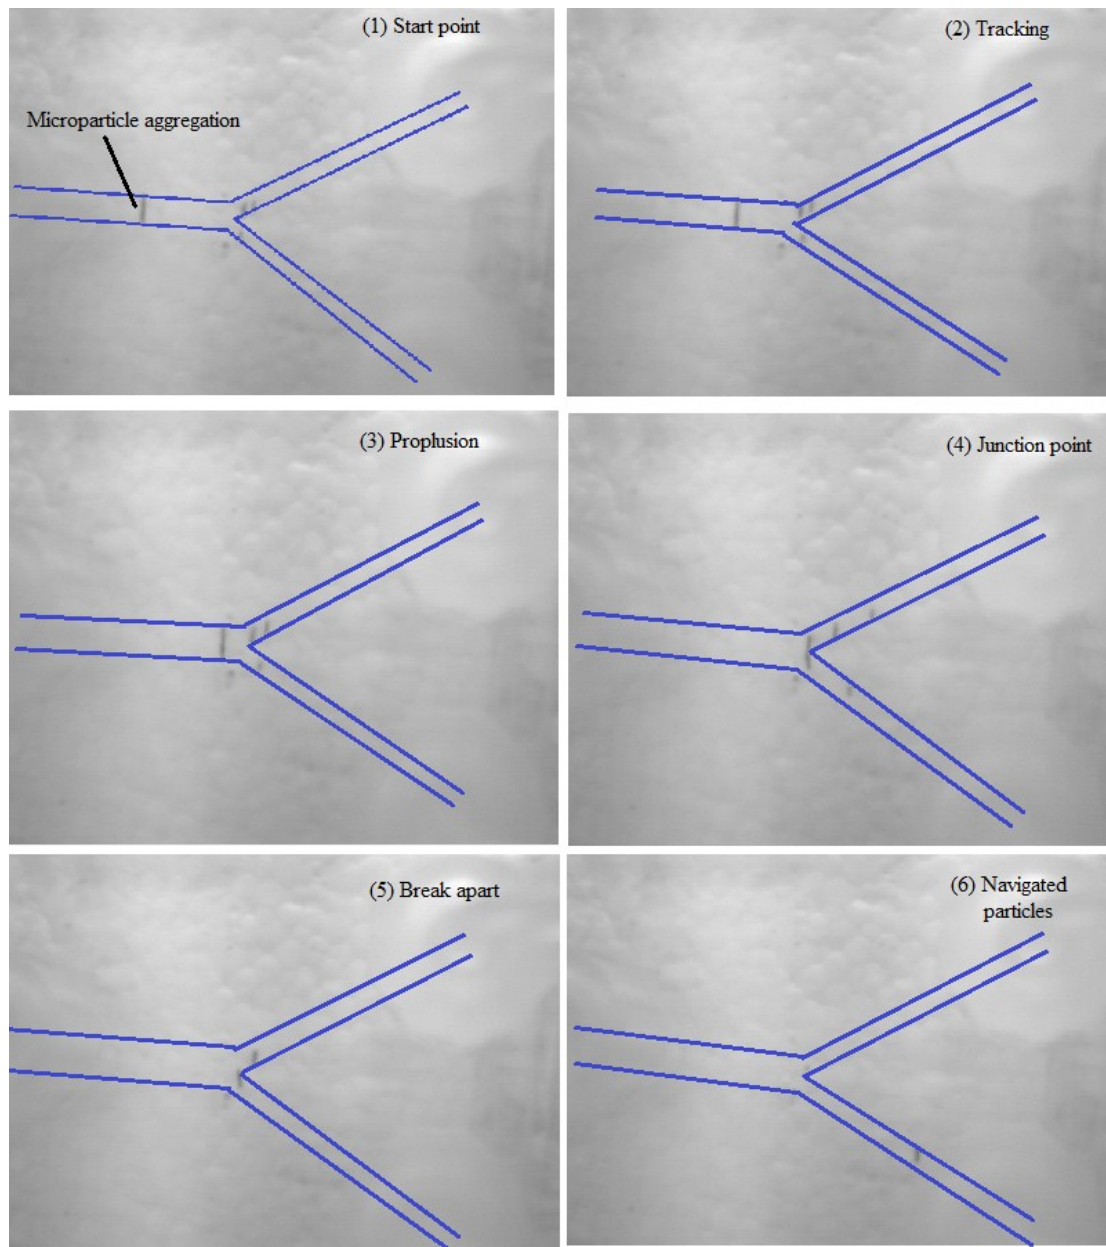 (1) Start point
(2) Tracking
Microparticle aggregation
(3) Proplusion
(4) Junction point
(5) Break apart
(6) Navigated
particles